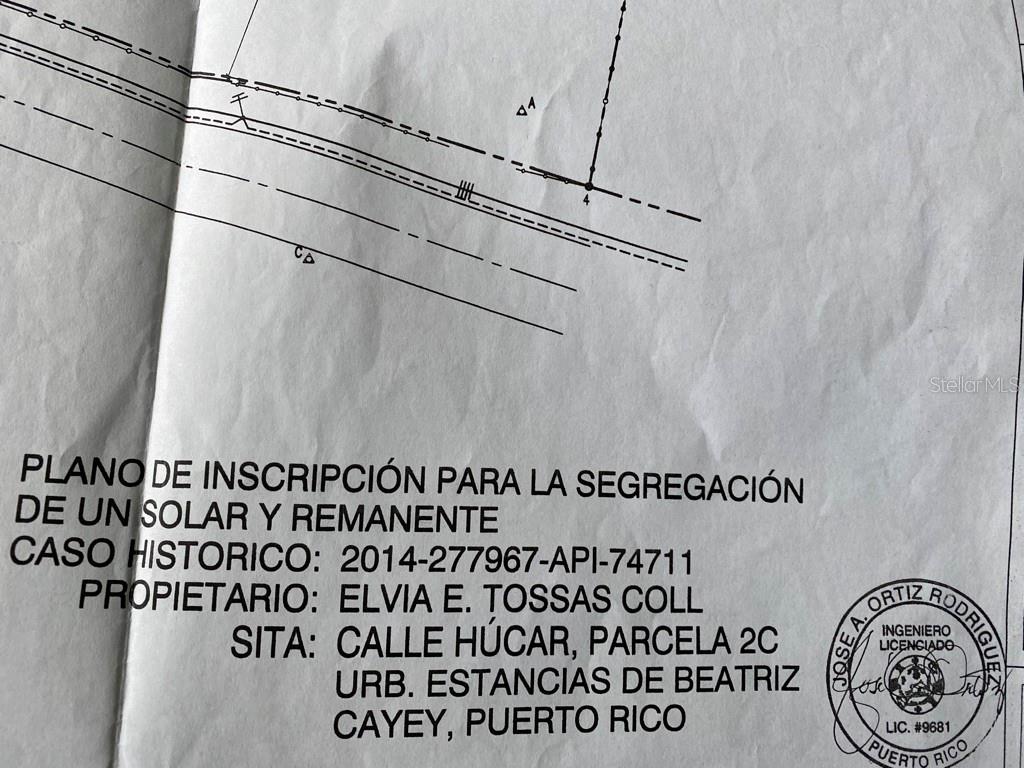 A
4
C
StellarMLS
PLANO DE INSCRIPCIÓN PARA LA SEGREGACIÓN
DE UN SOLAR Y REMANENTE
CASO HISTORICO: 2014-277967-API-74711
PROPIETARIO: ELVIA E. TOSSAS COLL
SITA: CALLE HÚCAR, PARCELA 2C
URB. ESTANCIAS DE BEATRIZ
CAYEY, PUERTO RICO
JOSE A. ORTIZ RODRIGUEZ
INGENIERO
LICENCIADO
LIC. #9681
PUERTO RICO